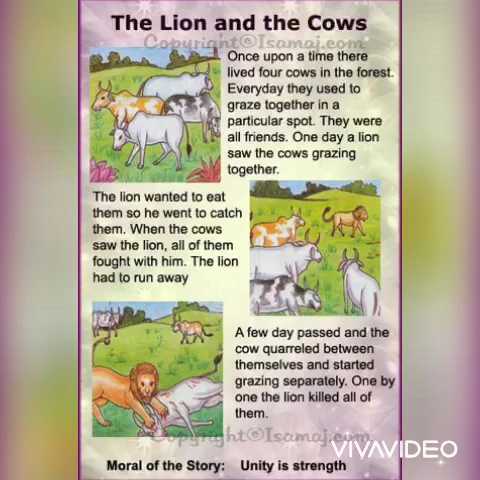 The Lion and the Cows
Copyright©Isamaj.com
Once upon a time there
lived four cows in the forest.
Everyday they used to
graze together in a
particular spot. They were
all friends. One day a lion
saw the cows grazing
together.
The lion wanted to eat
them so he went to catch
them. When the cows
saw the lion, all of them
fought with him. The lion
had to run away
A few day passed and the
cow quarreled between
themselves and started
grazing separately. One by
one the lion killed all of
them.
Copyright©Isamaj.com
VIVAVIDEO
Moral of the Story: Unity is strength